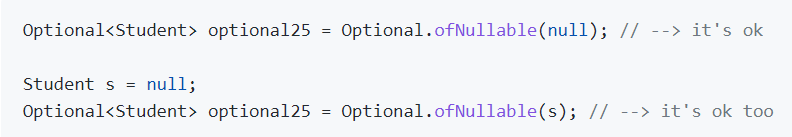 Optional<Student> optional25 = Optional.ofNullable(null); // --> it's ok
Student s = null;
Optional<Student> optional25 = Optional.ofNullable(s); // --> it's ok too